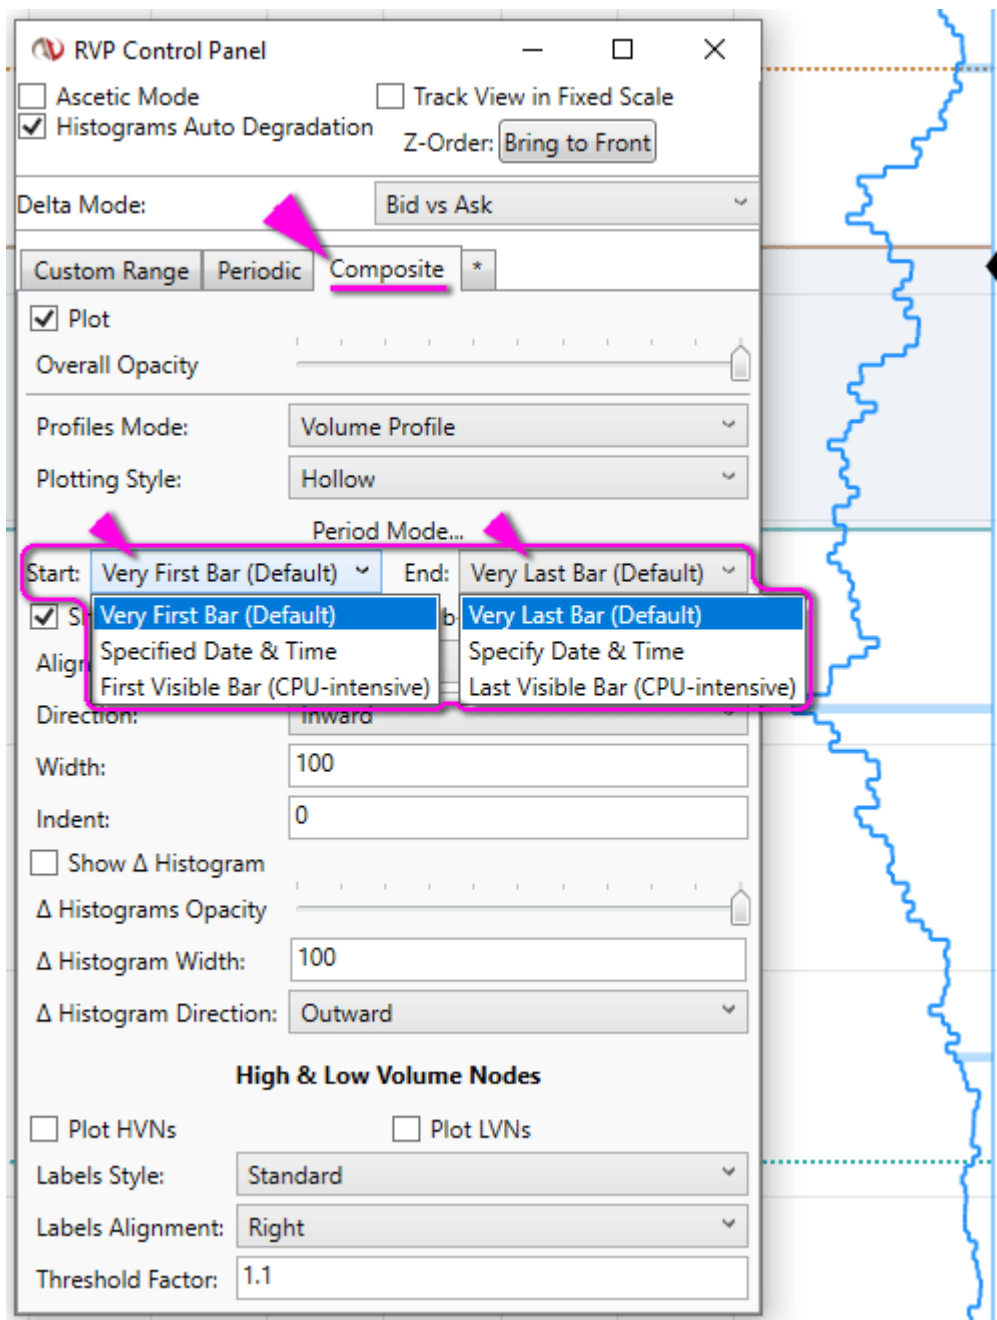 RVP Control Panel
Ascetic Mode Track View in Fixed Scale
Histograms Auto Degradation Z-Order: Bring to Front
Delta Mode: Bid vs Ask
Custom Range Periodic Composite *
Plot
Overall Opacity
Profiles Mode: Volume Profile
Plotting Style: Hollow
Period Mode...
Start: Very First Bar (Default) End: Very Last Bar (Default)
Very First Bar (Default) Very Last Bar (Default)
Specified Date & Time Specify Date & Time
First Visible Bar (CPU-intensive) Last Visible Bar (CPU-intensive)
Direction: Inward
Width: 100
Indent: 0
Show Δ Histogram
Δ Histograms Opacity
Δ Histogram Width: 100
Δ Histogram Direction: Outward
High & Low Volume Nodes
Plot HVNs Plot LVNs
Labels Style: Standard
Labels Alignment: Right
Threshold Factor: 1.1